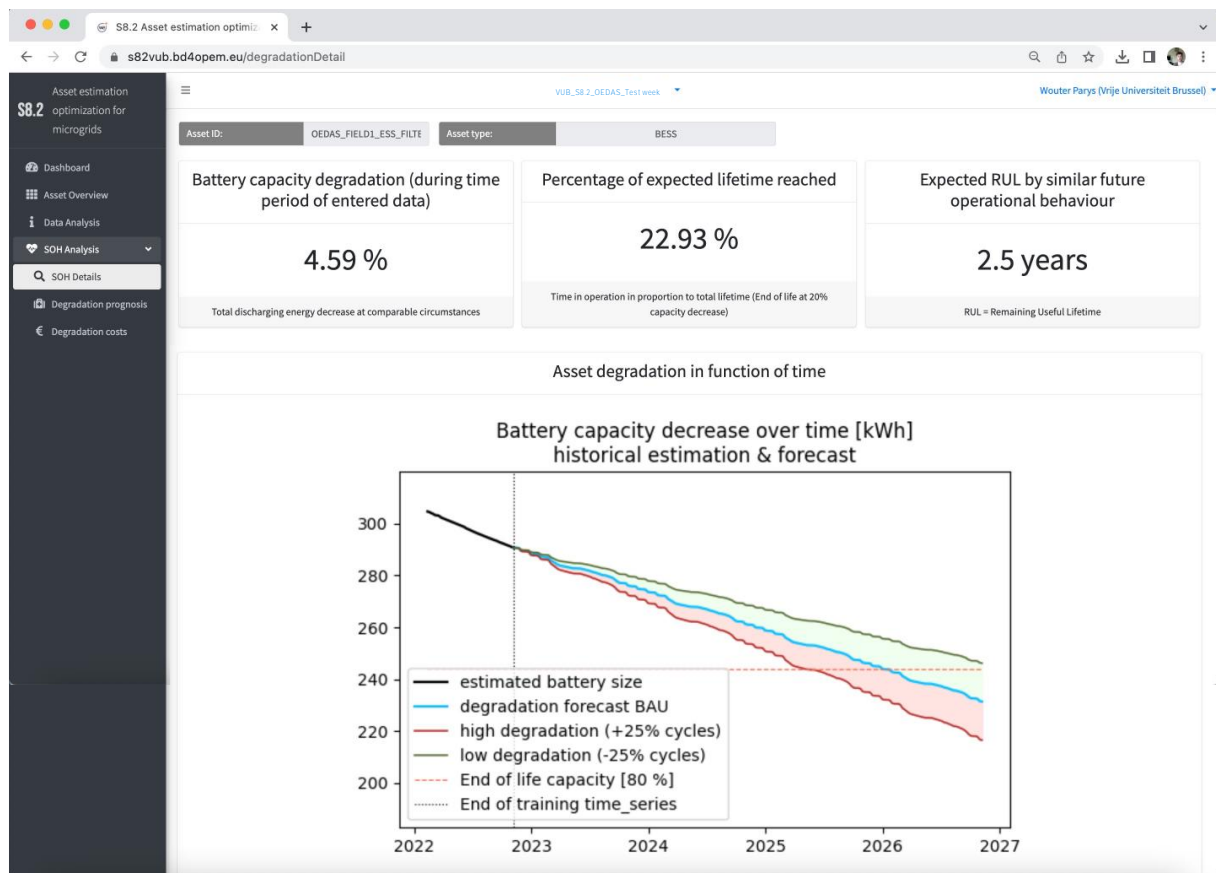 S8.2 Asset estimation optimiz
s82vub.bd4opem.eu/degradationDetail
S8.2
Asset estimation
optimization for
microgrids
VUB_S8.2_OEDAS_Test week
Wouter Parys (Vrije Universiteit Brussel)
Asset ID:
OEDAS_FIELD1_ESS_FILTE
Asset type:
BESS
Dashboard
Asset Overview
Data Analysis
SOH Analysis
SOH Details
Degradation prognosis
Degradation costs
Battery capacity degradation (during time
period of entered data)
4.59 %
Total discharging energy decrease at comparable circumstances
Percentage of expected lifetime reached
22.93 %
Time in operation in proportion to total lifetime (End of life at 20%
capacity decrease)
Expected RUL by similar future
operational behaviour
2.5 years
RUL = Remaining Useful Lifetime
Asset degradation in function of time
Battery capacity decrease over time [kWh]
historical estimation & forecast
300
280
260
240
220
200
estimated battery size
degradation forecast BAU
high degradation (+25% cycles)
low degradation (-25% cycles)
End of life capacity [80 %]
End of training time_series
2022
2023
2024
2025
2026
2027